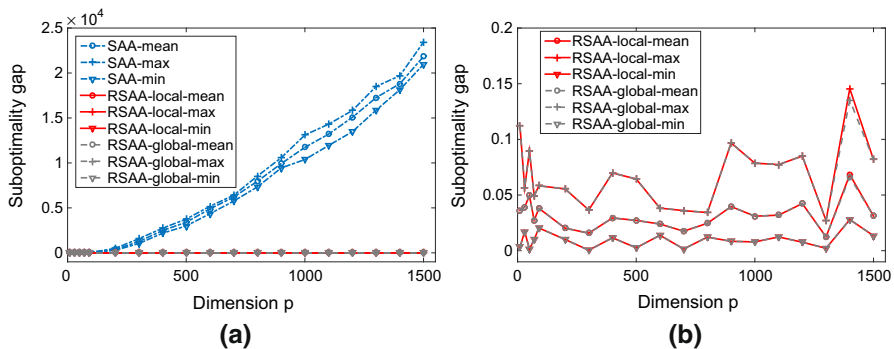 × 10⁴
2.5
2
1.5
1
0.5
0
Suboptimality gap
SAA-mean
SAA-max
SAA-min
RSAA-local-mean
RSAA-local-max
RSAA-local-min
RSAA-global-mean
RSAA-global-max
RSAA-global-min
0 500 1000 1500
Dimension p
(a)
0.2
0.15
0.1
0.05
0
Suboptimality gap
RSAA-local-mean
RSAA-local-max
RSAA-local-min
RSAA-global-mean
RSAA-global-max
RSAA-global-min
0 500 1000 1500
Dimension p
(b)